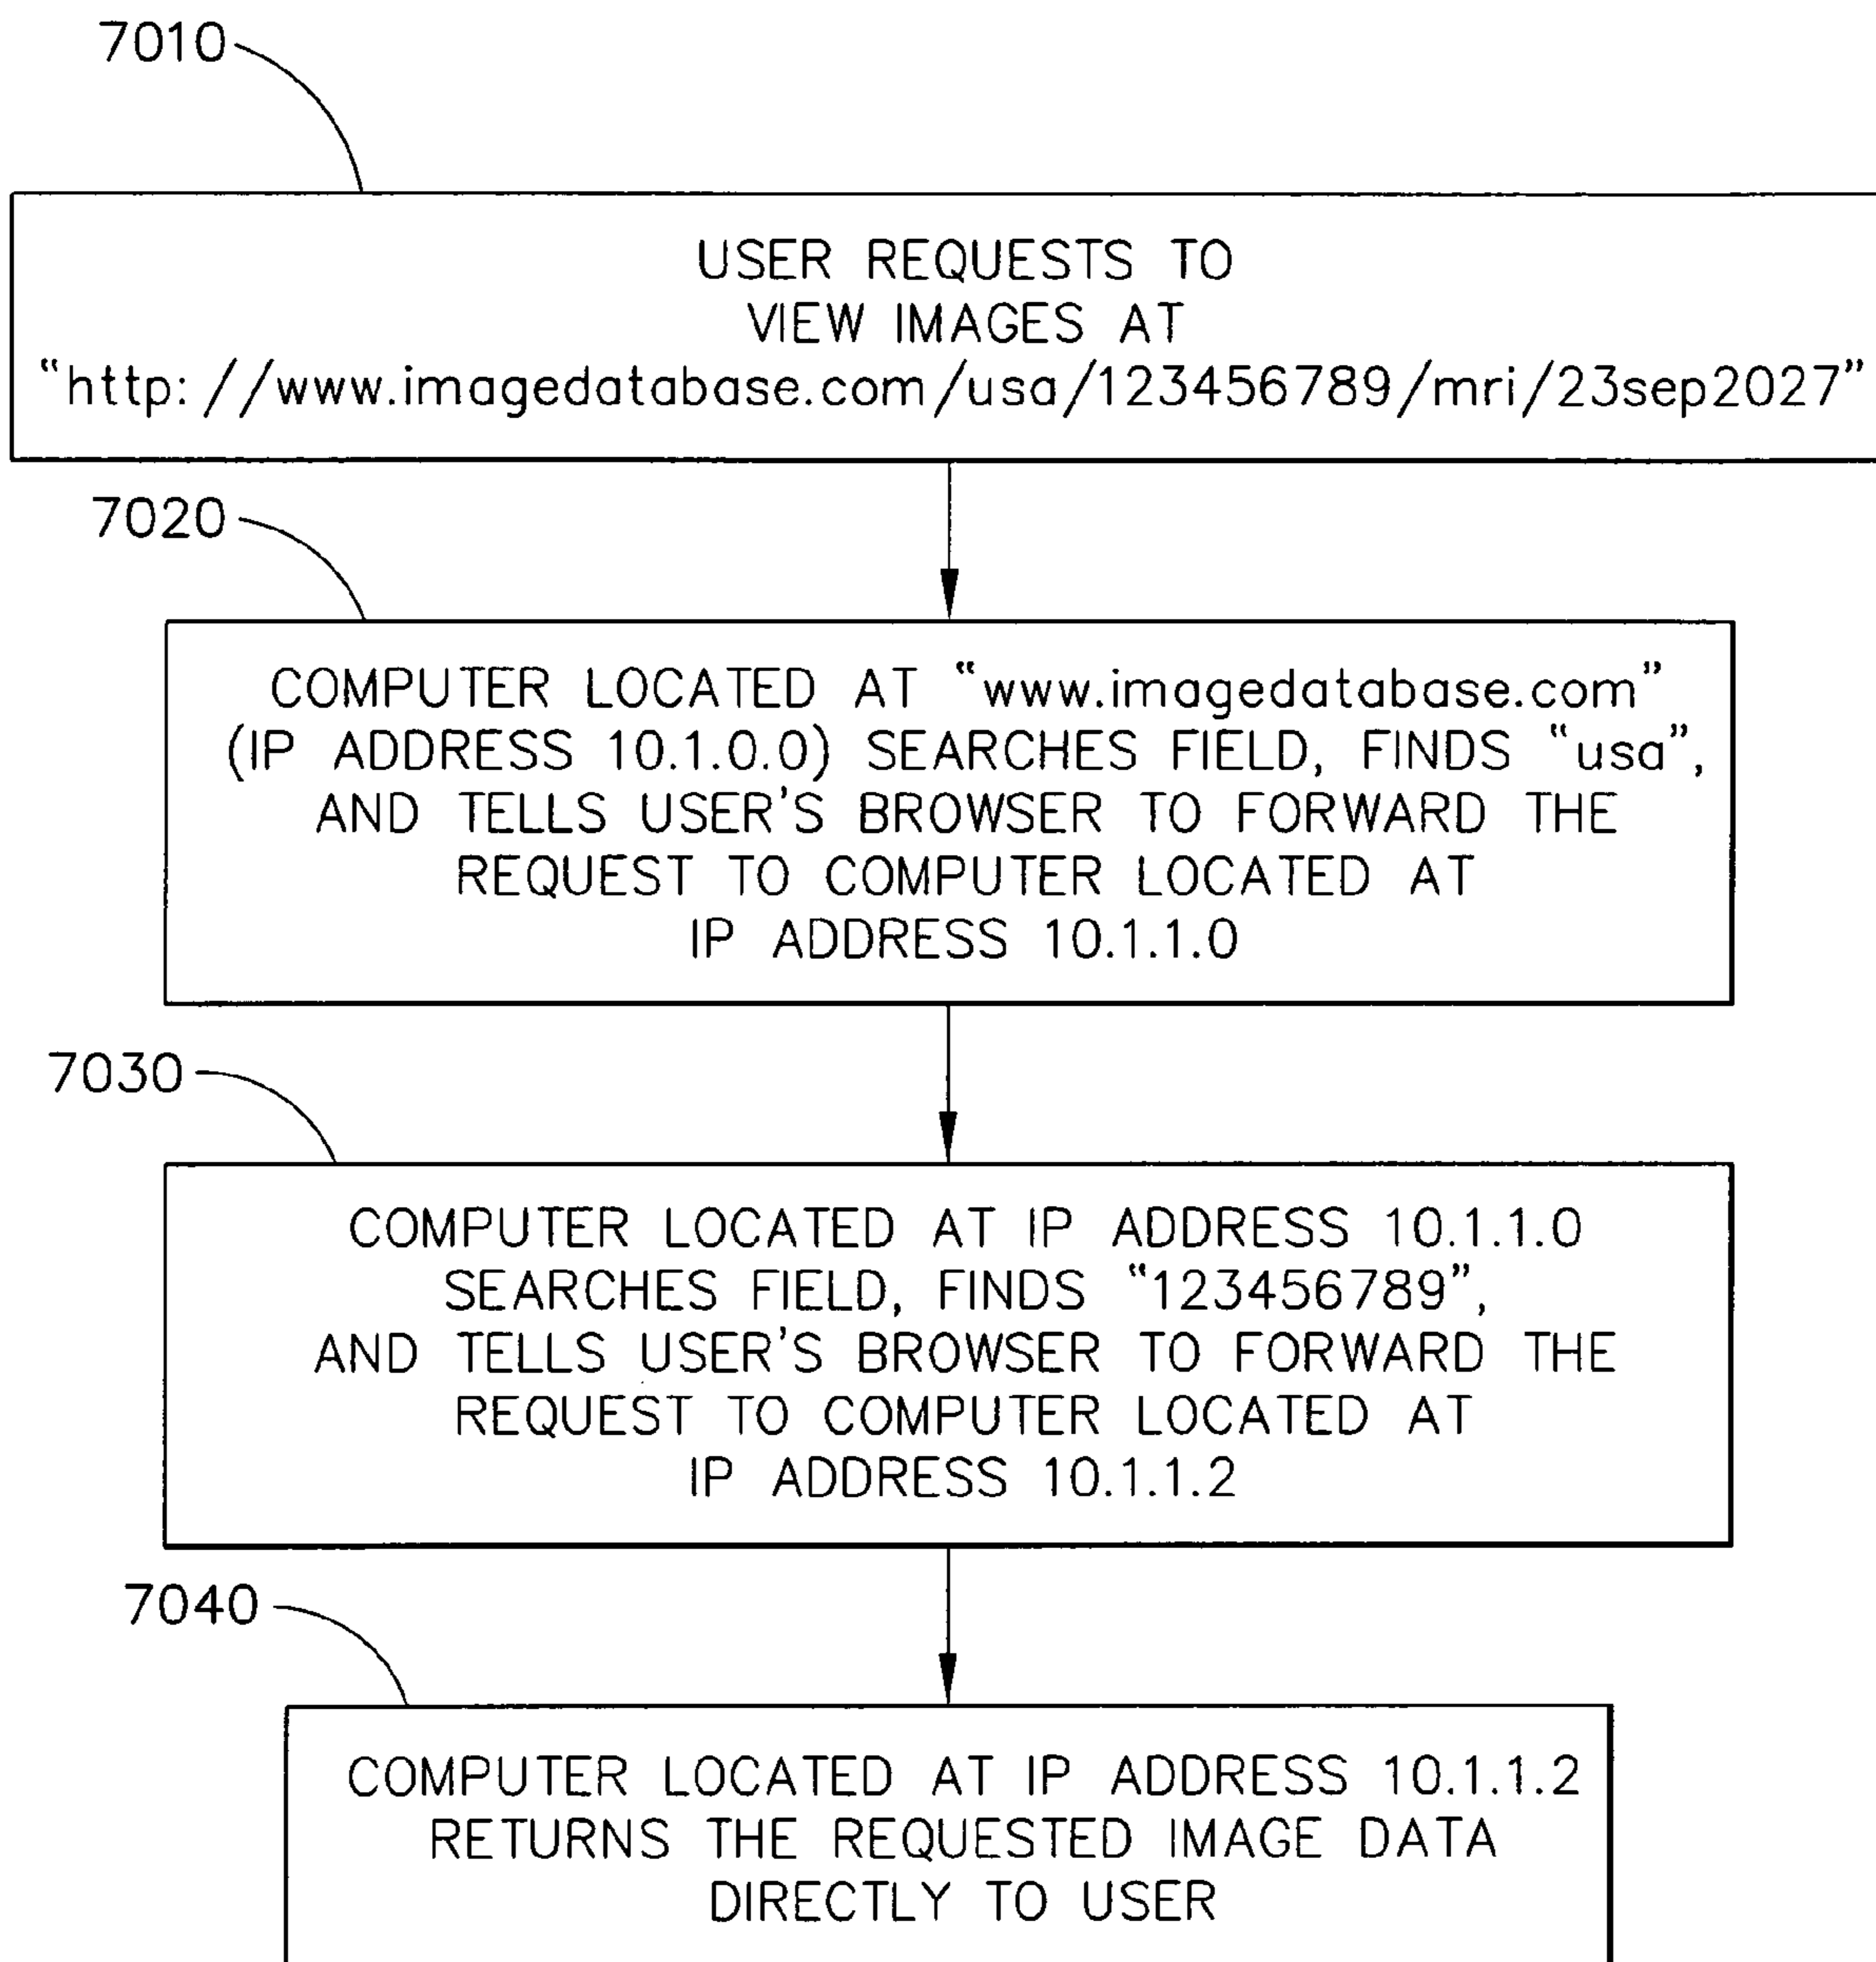 7010
USER REQUESTS TO
VIEW IMAGES AT
“http: //www.imagedatabase.com/usa/123456789/mri/23sep2027”
7020
COMPUTER LOCATED AT “www.imagedatabase.com”
(IP ADDRESS 10.1.0.0) SEARCHES FIELD, FINDS “usa”,
AND TELLS USER'S BROWSER TO FORWARD THE
REQUEST TO COMPUTER LOCATED AT
IP ADDRESS 10.1.1.0
7030
COMPUTER LOCATED AT IP ADDRESS 10.1.1.0
SEARCHES FIELD, FINDS “123456789”,
AND TELLS USER'S BROWSER TO FORWARD THE
REQUEST TO COMPUTER LOCATED AT
IP ADDRESS 10.1.1.2
7040
COMPUTER LOCATED AT IP ADDRESS 10.1.1.2
RETURNS THE REQUESTED IMAGE DATA
DIRECTLY TO USER